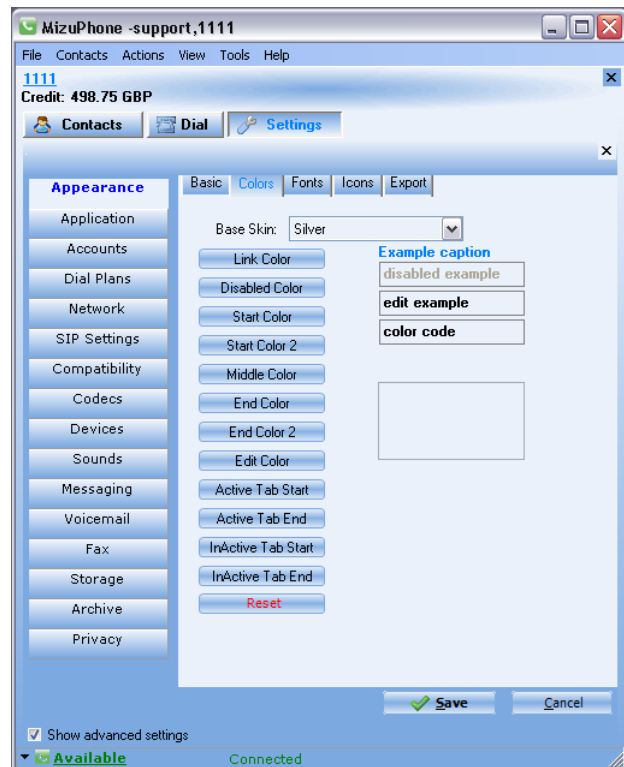 MizuPhone -support,1111
File Contacts Actions View Tools Help
1111
Credit: 498.75 GBP
Contacts Dial Settings
Appearance
Application
Accounts
Dial Plans
Network
SIP Settings
Compatibility
Codecs
Devices
Sounds
Messaging
Voicemail
Fax
Storage
Archive
Privacy
Basic Colors Fonts Icons Export
Base Skin: Silver
Link Color
Disabled Color
Start Color
Start Color 2
Middle Color
End Color
End Color 2
Edit Color
Active Tab Start
Active Tab End
InActive Tab Start
InActive Tab End
Reset
Example caption
disabled example
edit example
color code
Save Cancel
Show advanced settings
Available Connected